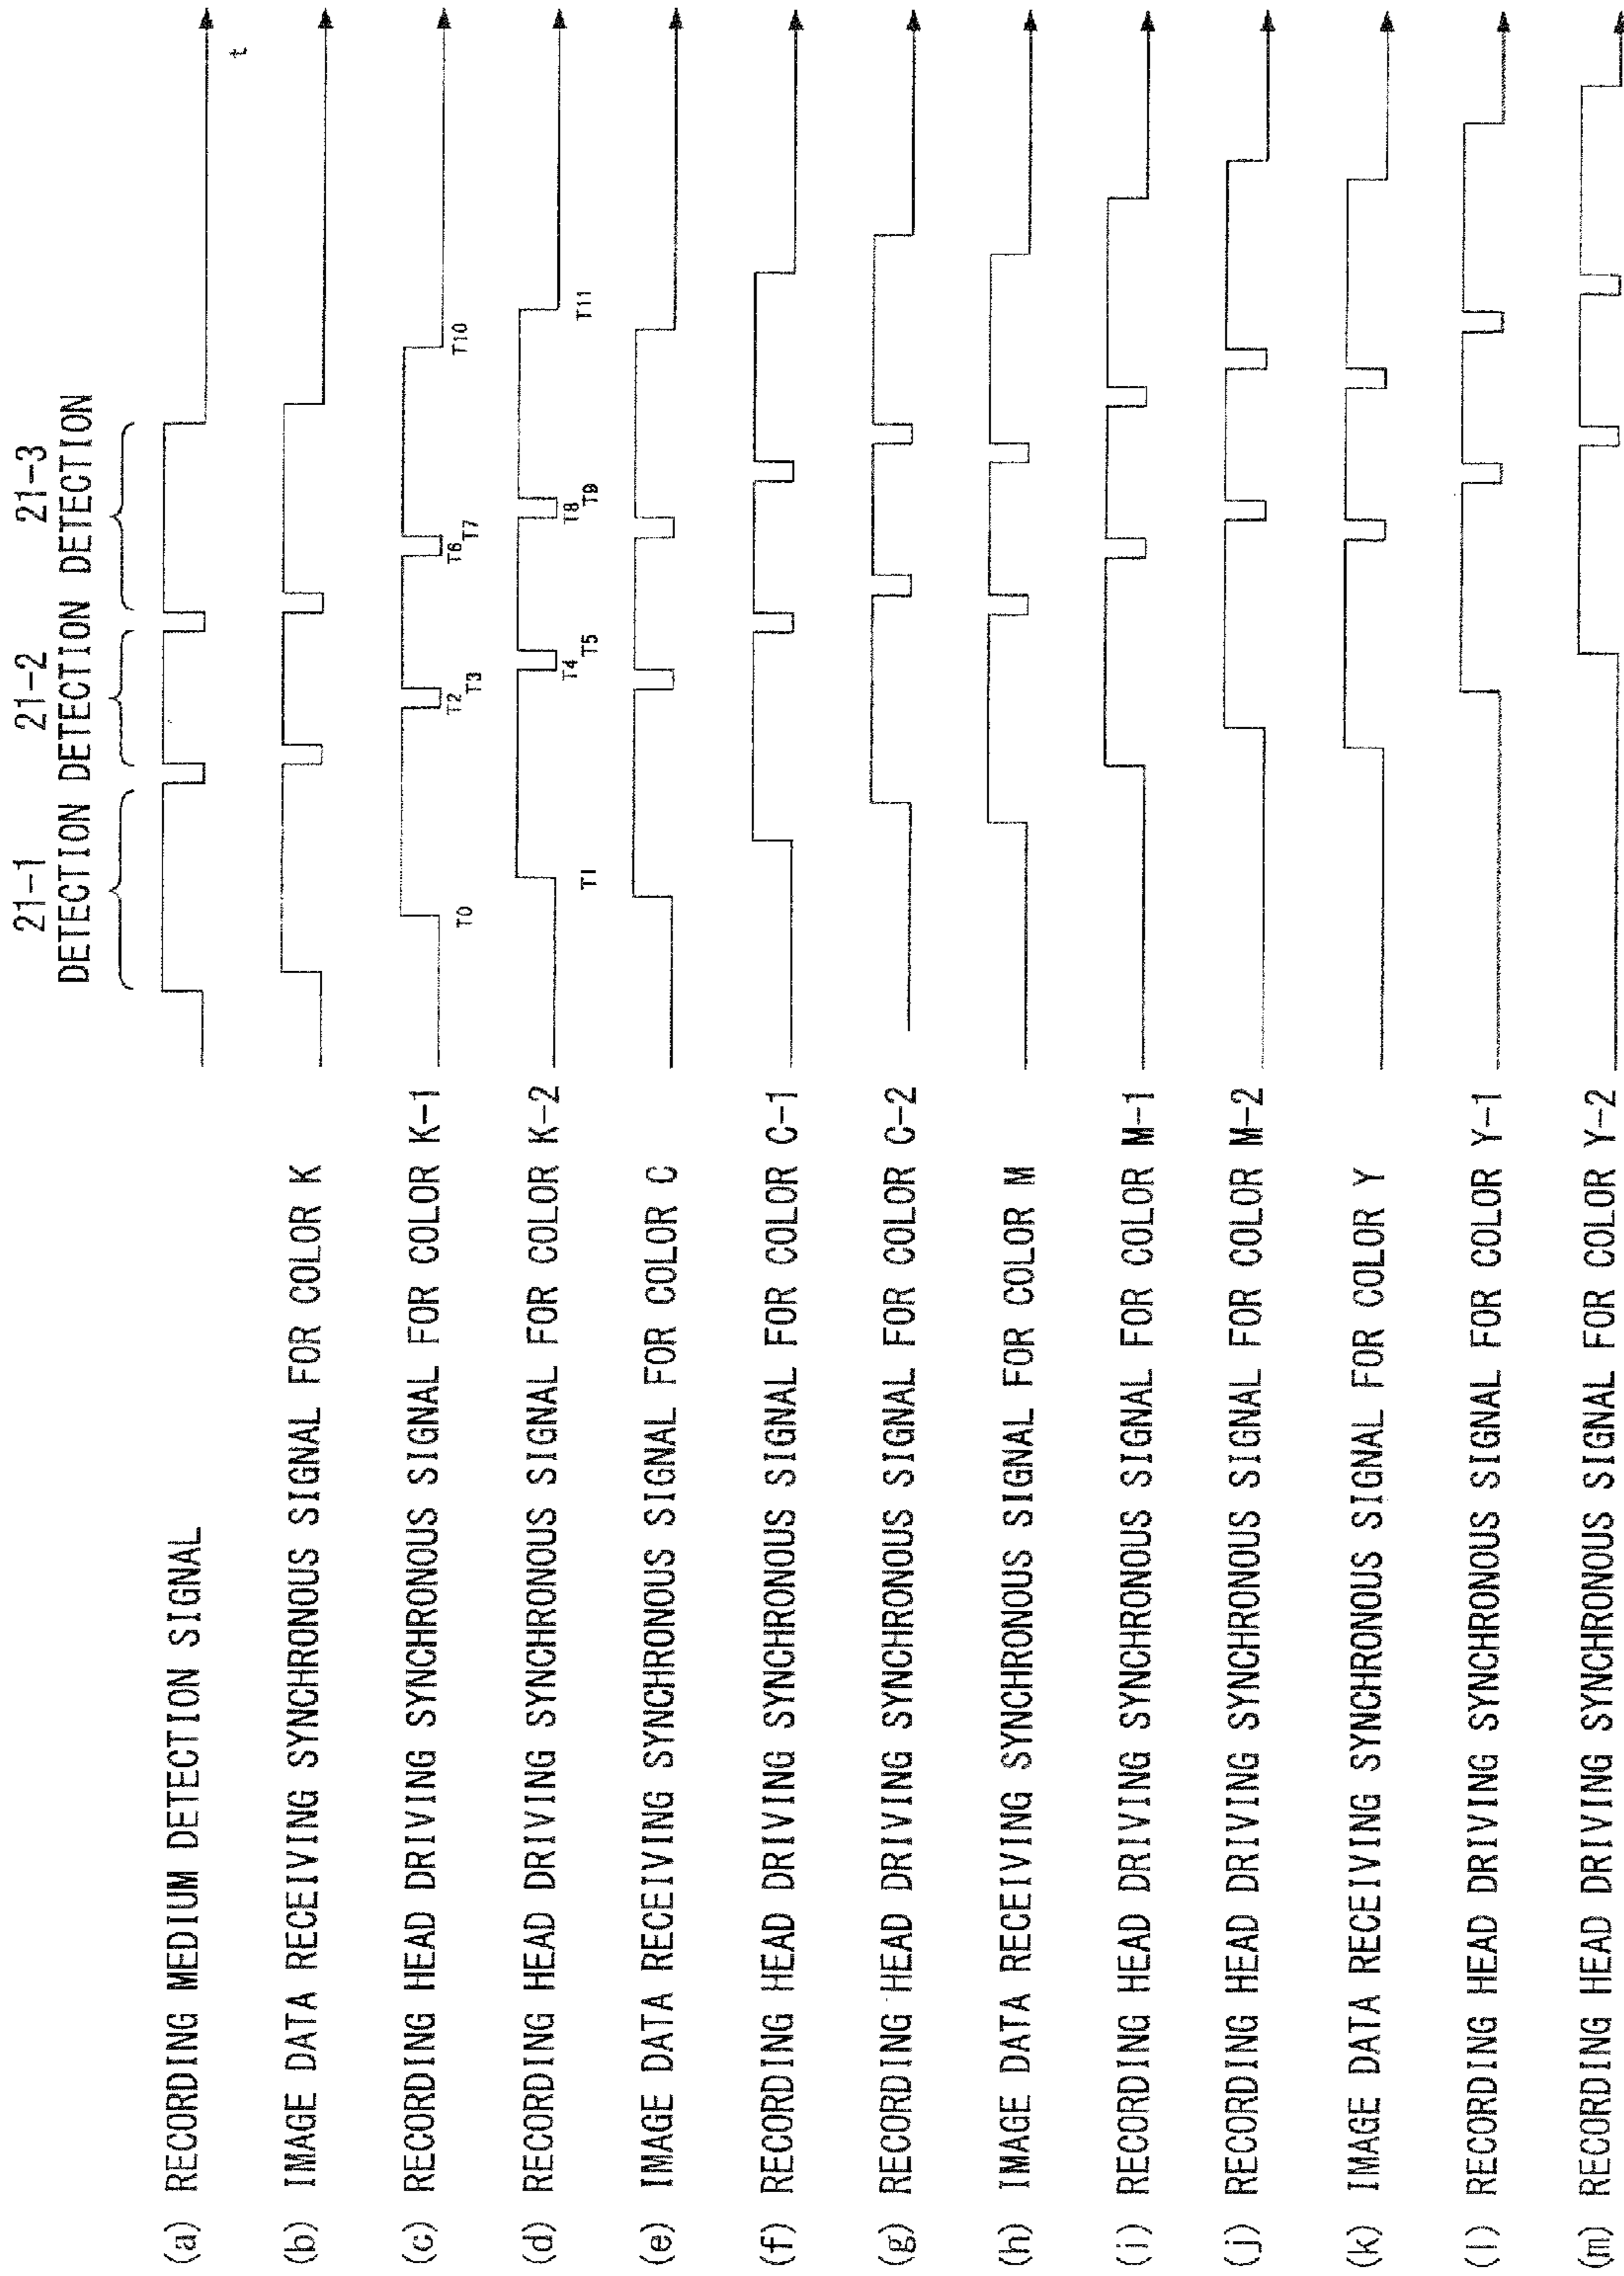 21-1 21-2 21-3
DETECTION DETECTION DETECTION
(a) RECORDING MEDIUM DETECTION SIGNAL
t
(b) IMAGE DATA RECEIVING SYNCHRONOUS SIGNAL FOR COLOR K
(c) RECORDING HEAD DRIVING SYNCHRONOUS SIGNAL FOR COLOR K-1
T0 T2 T3 T6 T7 T10
(d) RECORDING HEAD DRIVING SYNCHRONOUS SIGNAL FOR COLOR K-2
T1 T4 T5 T8 T9 T11
(e) IMAGE DATA RECEIVING SYNCHRONOUS SIGNAL FOR COLOR C
(f) RECORDING HEAD DRIVING SYNCHRONOUS SIGNAL FOR COLOR C-1
(g) RECORDING HEAD DRIVING SYNCHRONOUS SIGNAL FOR COLOR C-2
(h) IMAGE DATA RECEIVING SYNCHRONOUS SIGNAL FOR COLOR M
(i) RECORDING HEAD DRIVING SYNCHRONOUS SIGNAL FOR COLOR M-1
(j) RECORDING HEAD DRIVING SYNCHRONOUS SIGNAL FOR COLOR M-2
(k) IMAGE DATA RECEIVING SYNCHRONOUS SIGNAL FOR COLOR Y
(l) RECORDING HEAD DRIVING SYNCHRONOUS SIGNAL FOR COLOR Y-1
(m) RECORDING HEAD DRIVING SYNCHRONOUS SIGNAL FOR COLOR Y-2